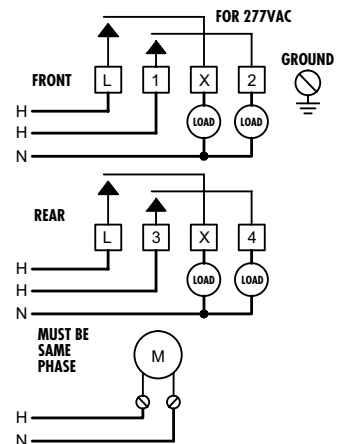 FOR 277VAC
GROUND
FRONT L 1 X 2
LOAD LOAD
H
H
N
REAR
L 3 X 4
LOAD LOAD
H
H
N
MUST BE
SAME
PHASE
M
H
N